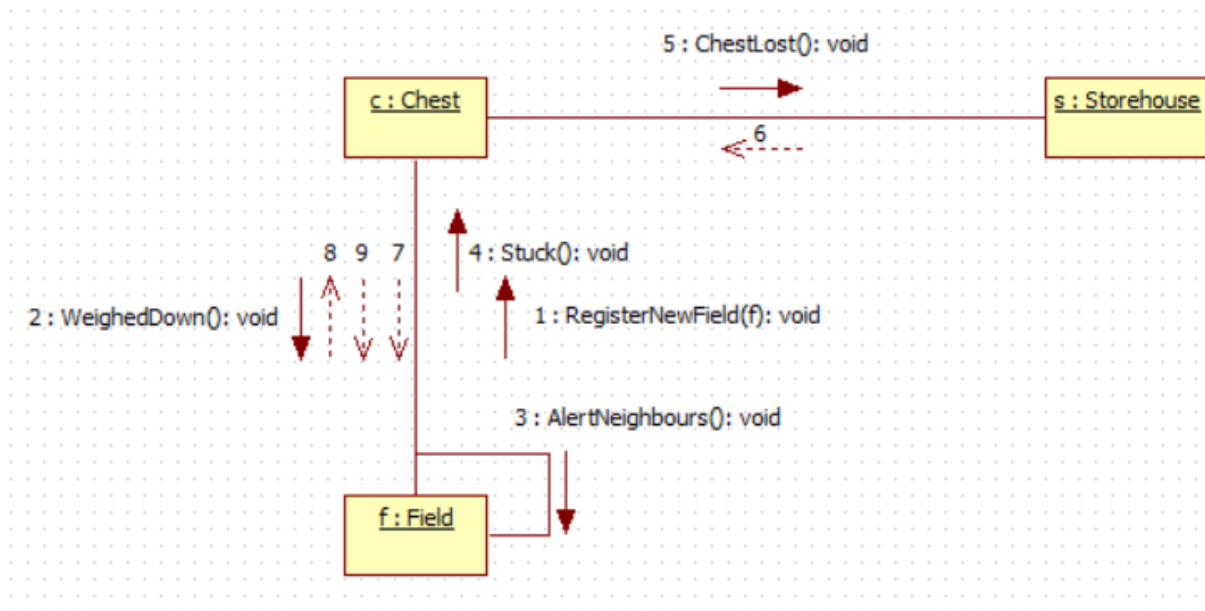 5 : ChestLost(): void
c : Chest
s : Storehouse
6
8 9 7
4 : Stuck(): void
2 : WeighedDown(): void
1 : RegisterNewField(f): void
3 : AlertNeighbours(): void
f : Field